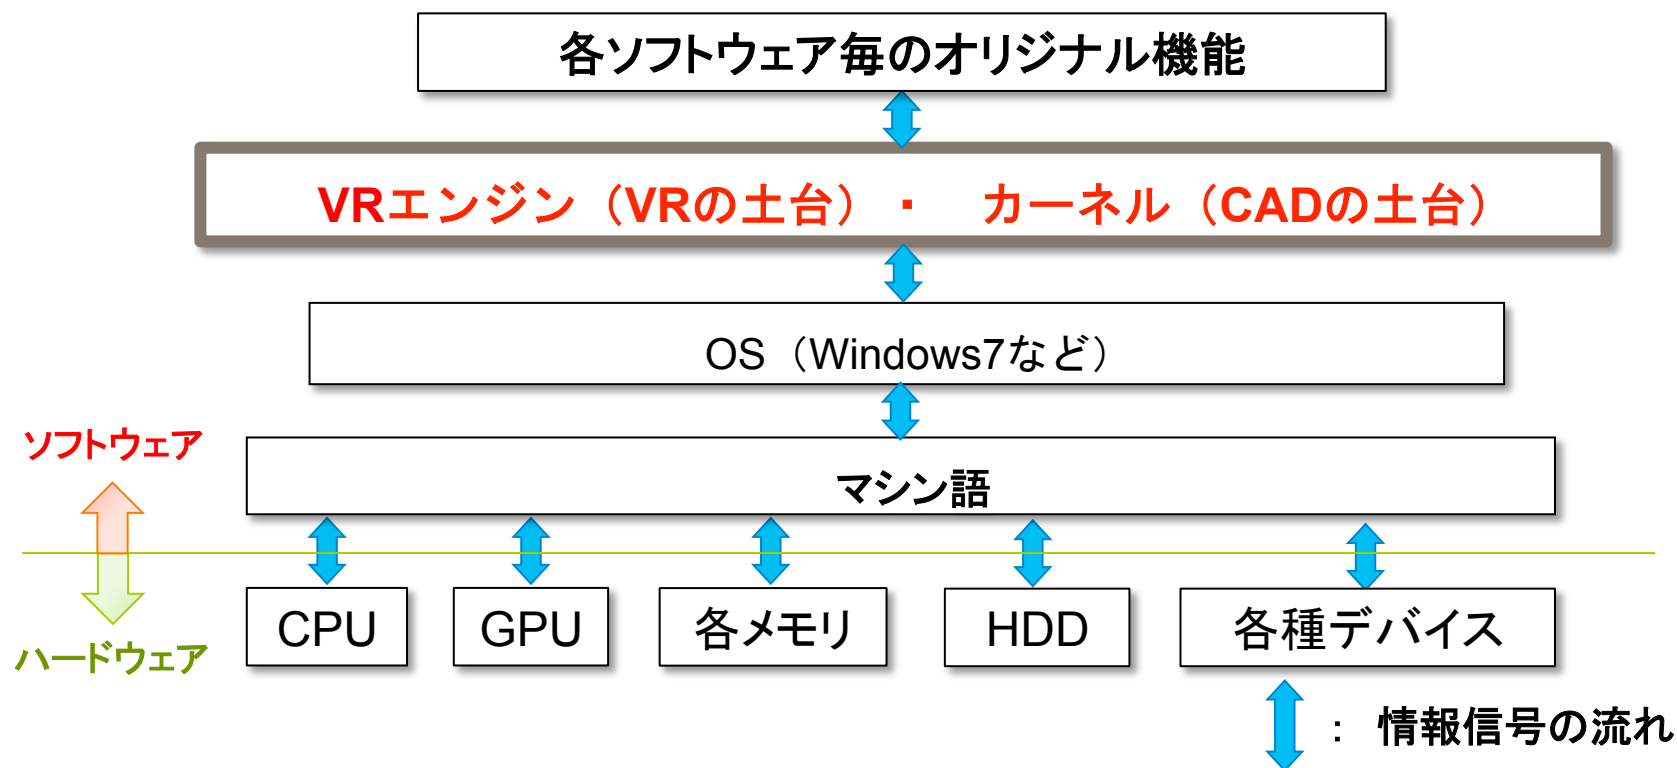 各ソフトウェア毎のオリジナル機能
VRエンジン（VRの土台）・　カーネル（CADの土台）
OS（Windows7など）
ソフトウェア
マシン語
CPU
GPU
各メモリ
HDD
各種デバイス
ハードウェア
：　情報信号の流れ